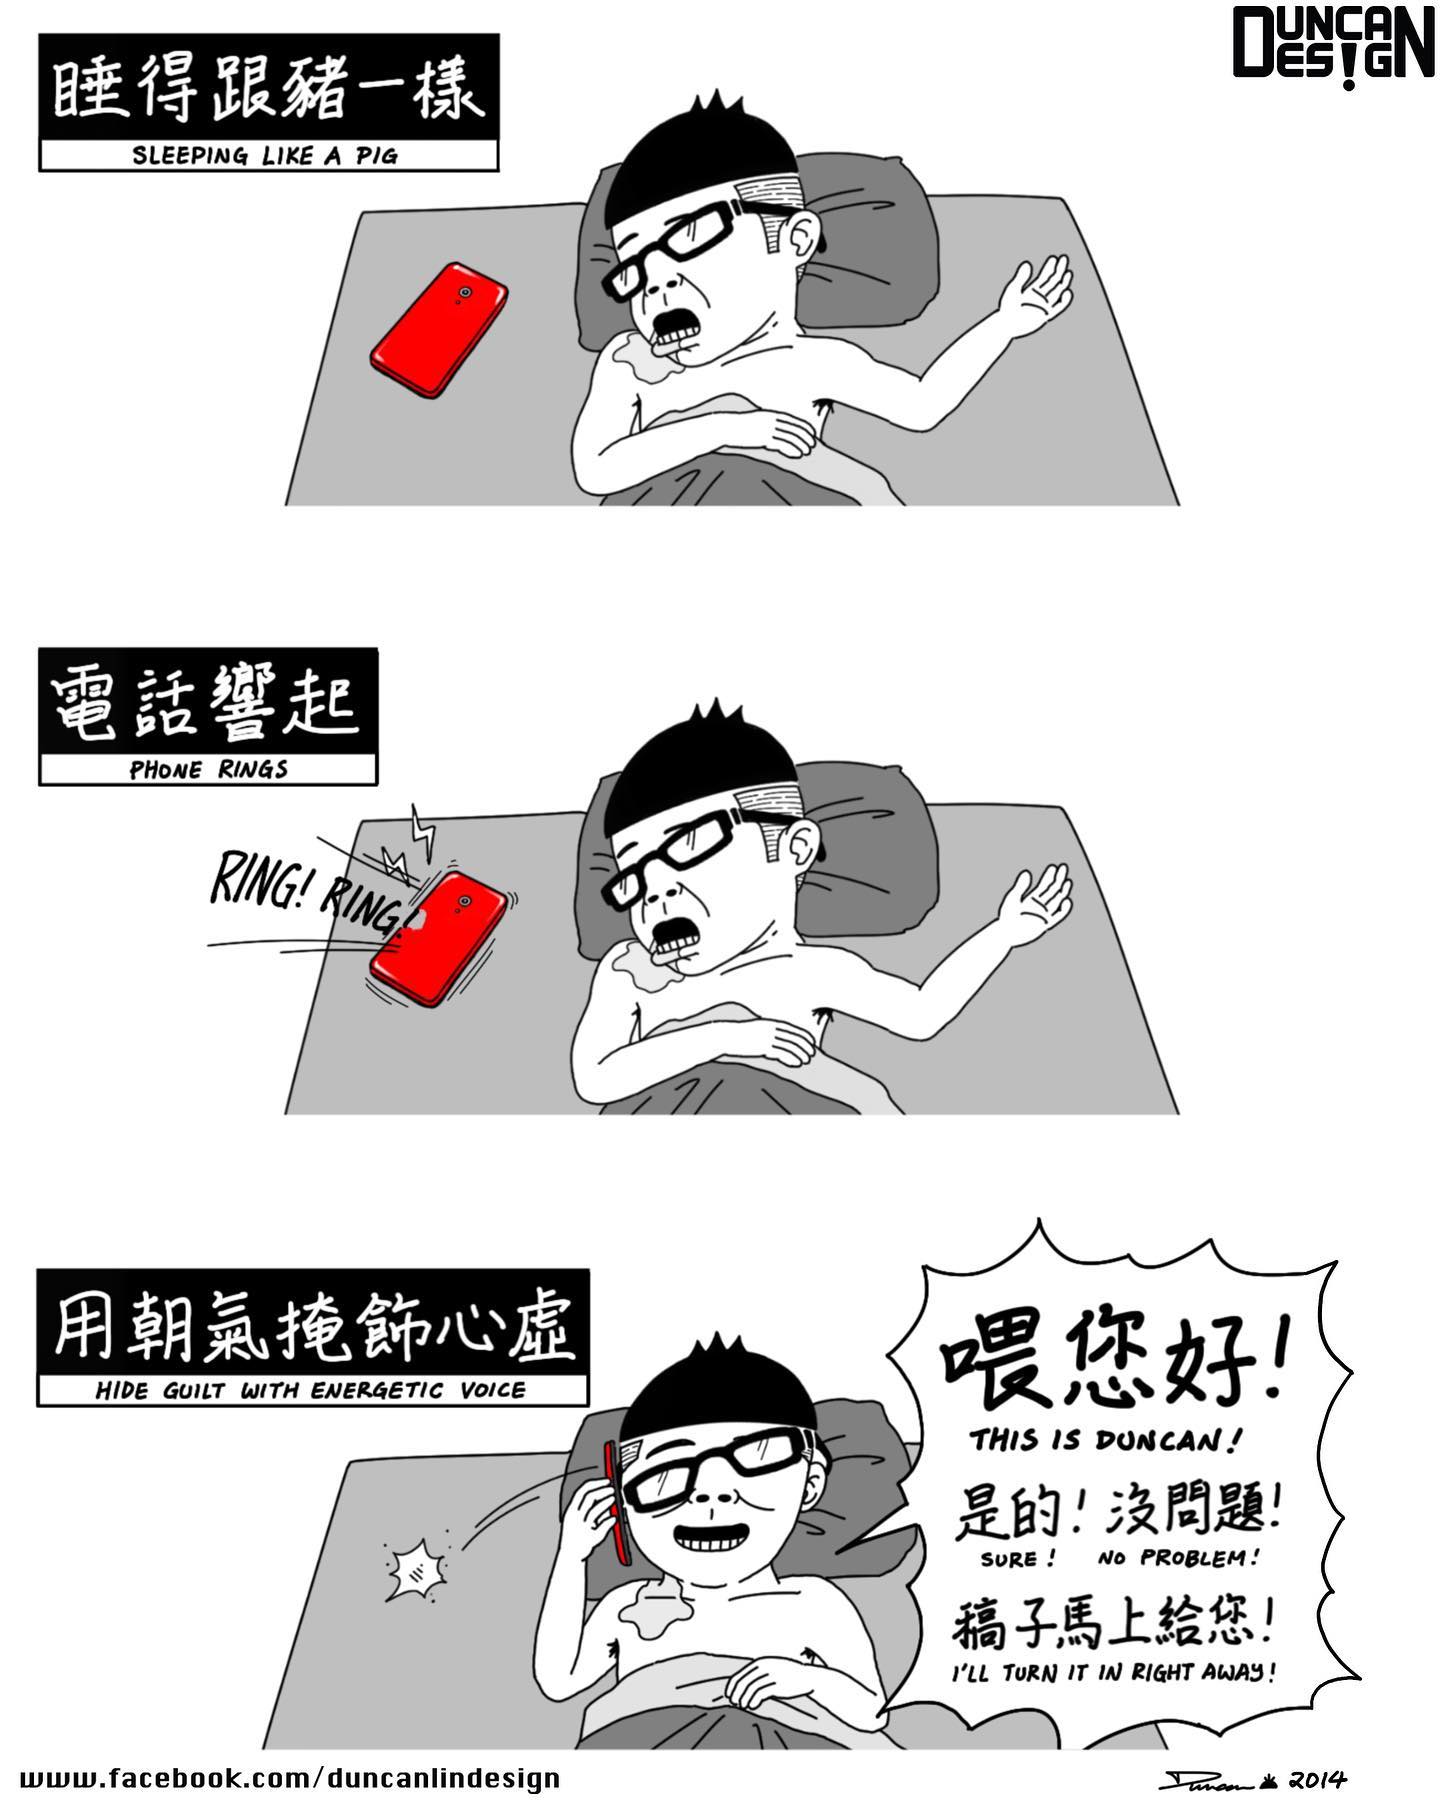 DUNCAN
DESIGN
睡得跟豬一樣
SLEEPING LIKE A PIG
電話響起
PHONE RINGS
RING! RING!
用朝氣掩飾心虛
HIDE GUILT WITH ENERGETIC VOICE
喂您好!
THIS IS DUNCAN!
是的! 沒問題!
SURE! NO PROBLEM!
稿子馬上給您!
I'LL TURN IT IN RIGHT AWAY!
www.facebook.com/duncanlindesign
Duncan 2014